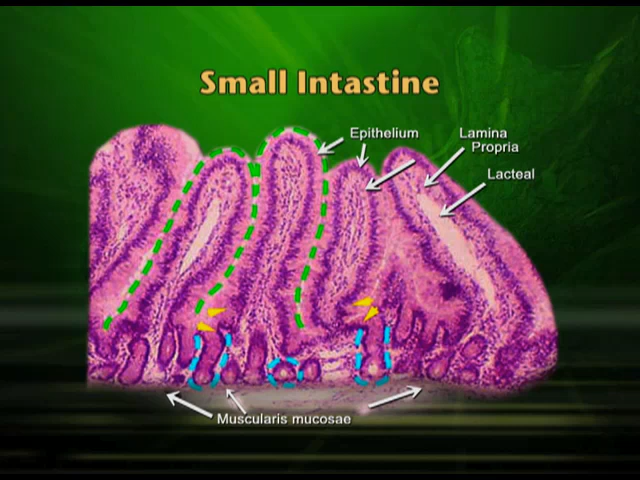 Small Intastine
Epithelium
Lamina
Propria
Lacteal
Muscularis mucosae